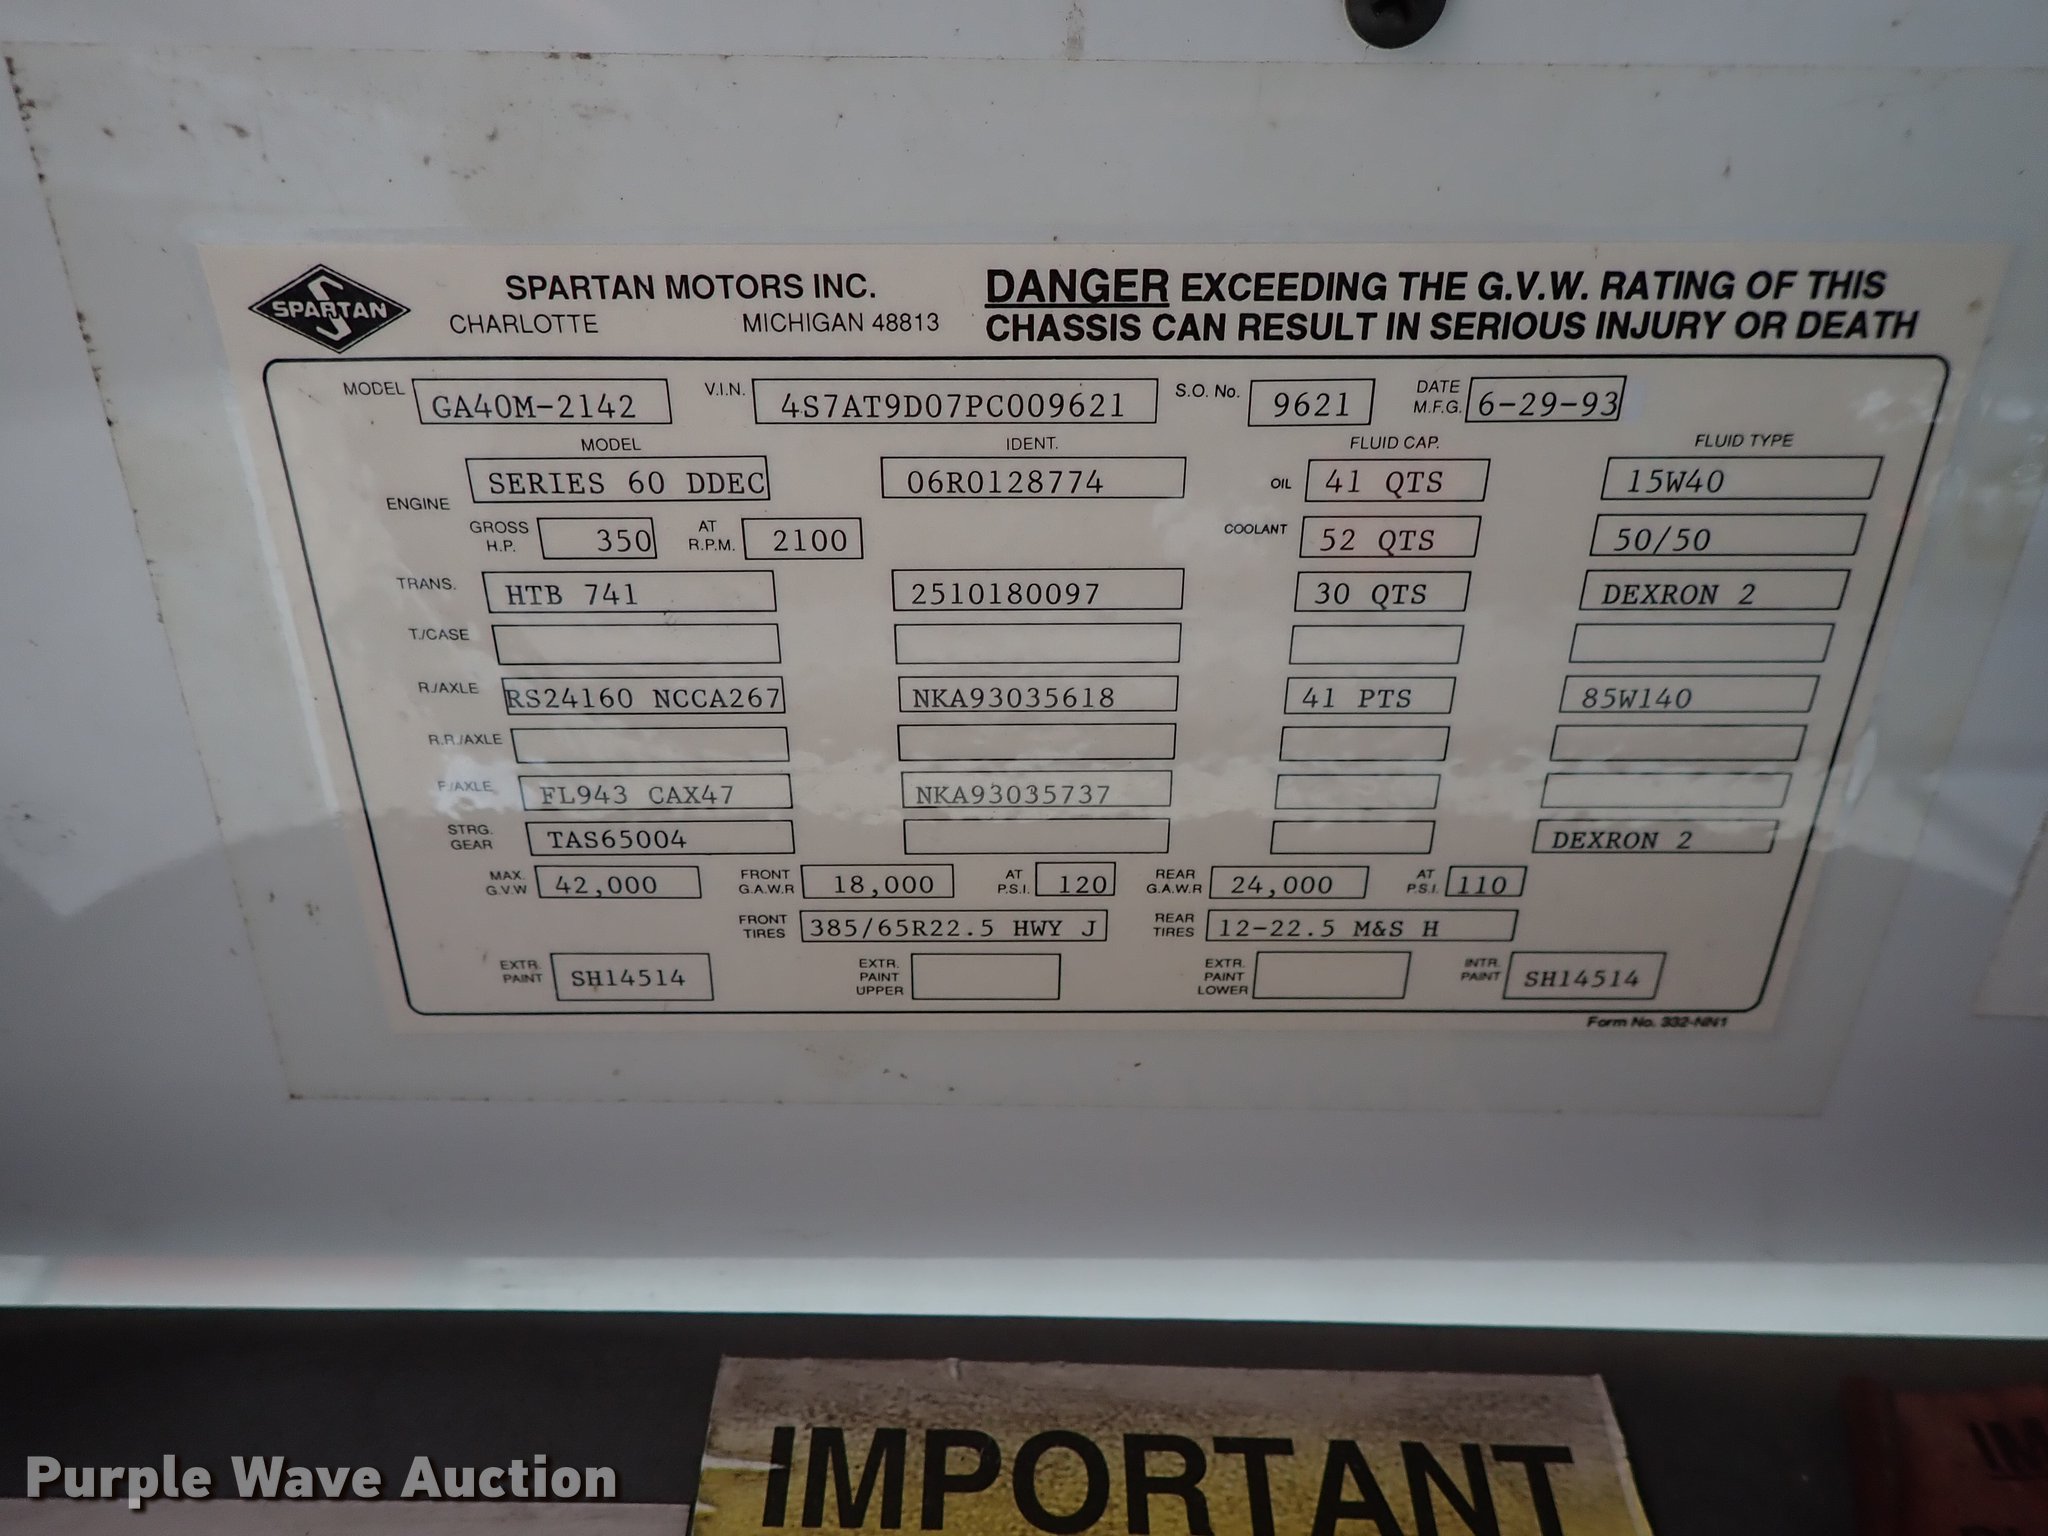 SPARTAN
SPARTAN MOTORS INC.
CHARLOTTE MICHIGAN 48813
DANGER EXCEEDING THE G.V.W. RATING OF THIS
CHASSIS CAN RESULT IN SERIOUS INJURY OR DEATH
MODEL GA40M-2142 V.I.N. 4S7AT9D07PC009621 S.O. No. 9621 DATE M.F.G. 6-29-93
MODEL IDENT. FLUID CAP. FLUID TYPE
ENGINE SERIES 60 DDEC 06R0128774 OIL 41 QTS 15W40
GROSS H.P. 350 AT R.P.M. 2100 COOLANT 52 QTS 50/50
TRANS. HTB 741 2510180097 30 QTS DEXRON 2
T./CASE
R./AXLE RS24160 NCCA267 NKA93035618 41 PTS 85W140
R.R./AXLE
F./AXLE FL943 CAX47 NKA93035737
STRG. GEAR TAS65004 DEXRON 2
MAX. G.V.W 42,000 FRONT G.A.W.R 18,000 AT P.S.I. 120 REAR G.A.W.R 24,000 AT P.S.I. 110
FRONT TIRES 385/65R22.5 HWY J REAR TIRES 12-22.5 M&S H
EXTR. PAINT SH14514 EXTR. PAINT UPPER EXTR. PAINT LOWER INTR. PAINT SH14514
Form No. 332-NN1
IMPORTANT
Purple Wave Auction